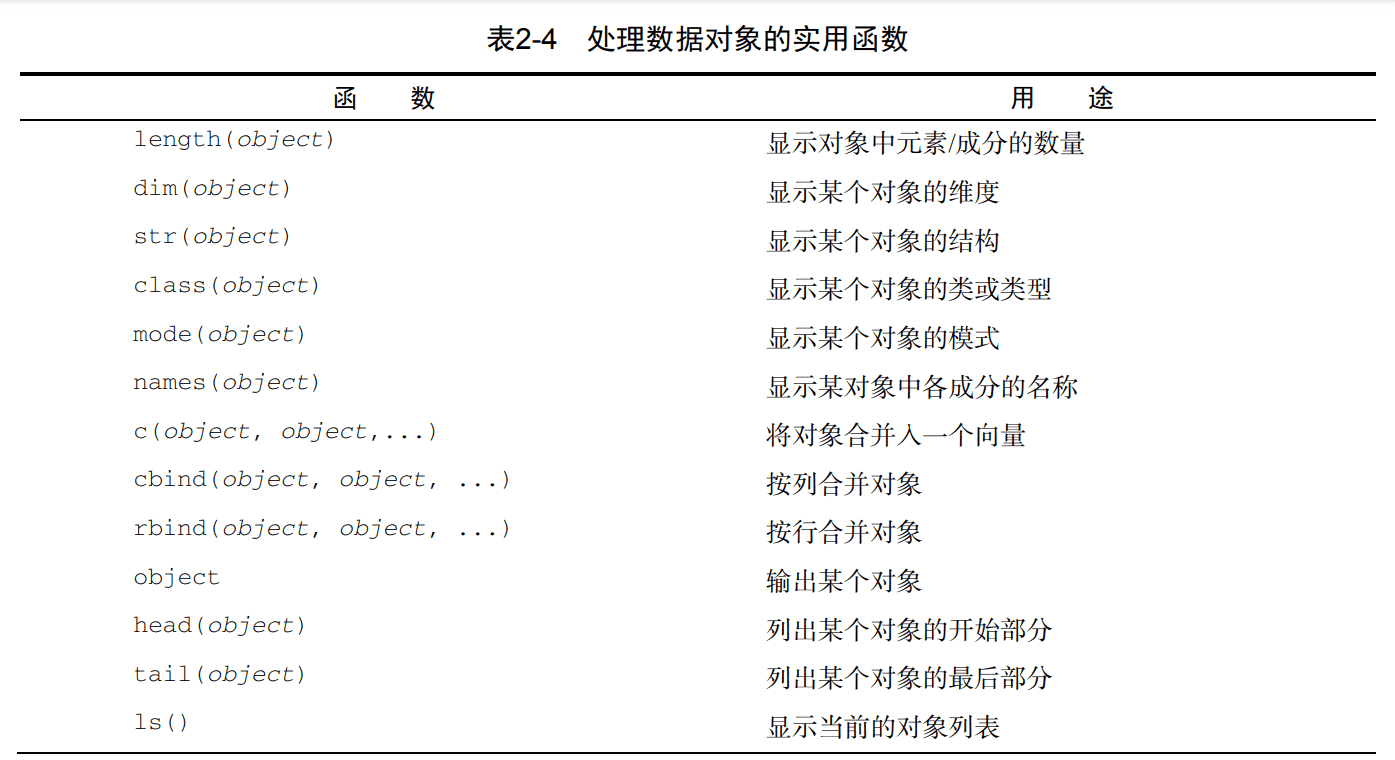 表2-4 处理数据对象的实用函数
函 数 用 途
length(object) 显示对象中元素/成分的数量
dim(object) 显示某个对象的维度
str(object) 显示某个对象的结构
class(object) 显示某个对象的类或类型
mode(object) 显示某个对象的模式
names(object) 显示某对象中各成分的名称
c(object, object,...) 将对象合并入一个向量
cbind(object, object, ...) 按列合并对象
rbind(object, object, ...) 按行合并对象
object 输出某个对象
head(object) 列出某个对象的开始部分
tail(object) 列出某个对象的最后部分
ls() 显示当前的对象列表